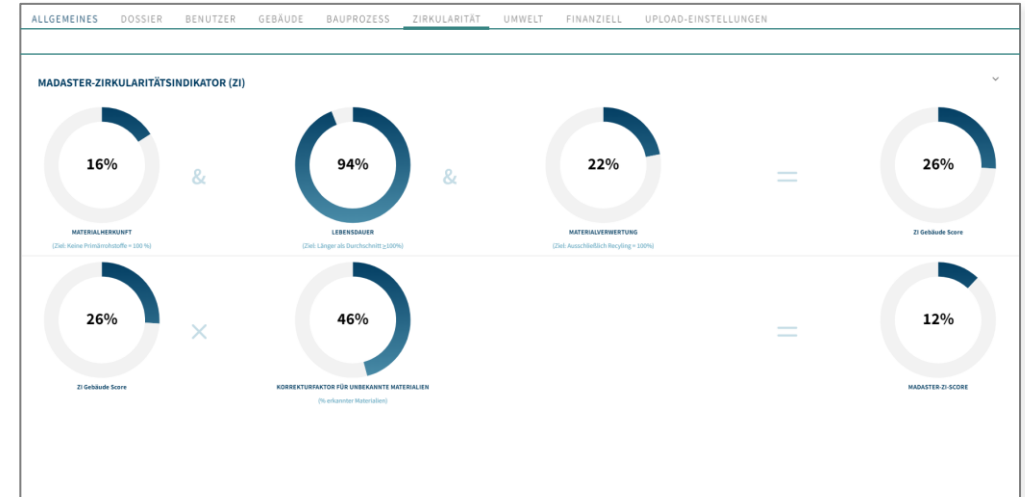 ALLGEMEINES DOSSIER BENUTZER GEBÄUDE BAUPROZESS ZIRKULARITÄT UMWELT FINANZIELL UPLOAD-EINSTELLUNGEN
MADASTER-ZIRKULARITÄTSINDIKATOR (ZI)
16% & 94% & 22% = 26%
MATERIALHERKUNFT LEBENSDAUER MATERIALVERWERTUNG ZI Gebäude Score
(Ziel: Keine Primärrohstoffe = 100 %) (Ziel: Länger als Durchschnitt ≥100%) (Ziel: Ausschließlich Recyling = 100%)
26% × 46% = 12%
ZI Gebäude Score KORREKTURFAKTOR FÜR UNBEKANNTE MATERIALIEN MADASTER-ZI-SCORE
(% erkannter Materialien)